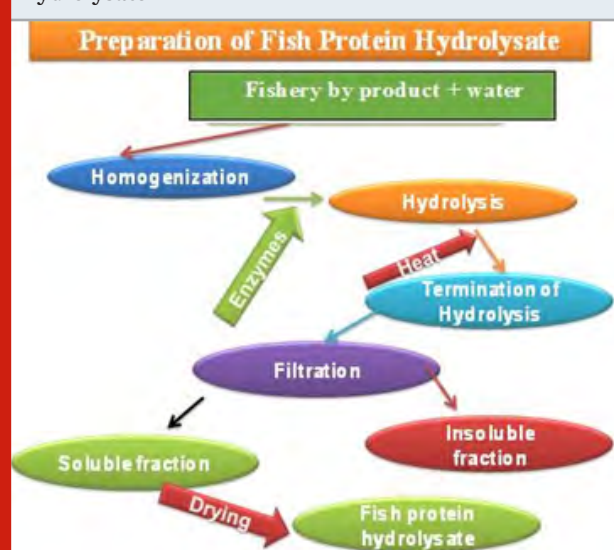 Preparation of Fish Protein Hydrolysate
Fishery by product + water
Homogenization
Hydrolysis
Enzymes
Heat
Termination of
Hydrolysis
Filtration
Insoluble
fraction
Soluble fraction
Drying
Fish protein
hydrolysate